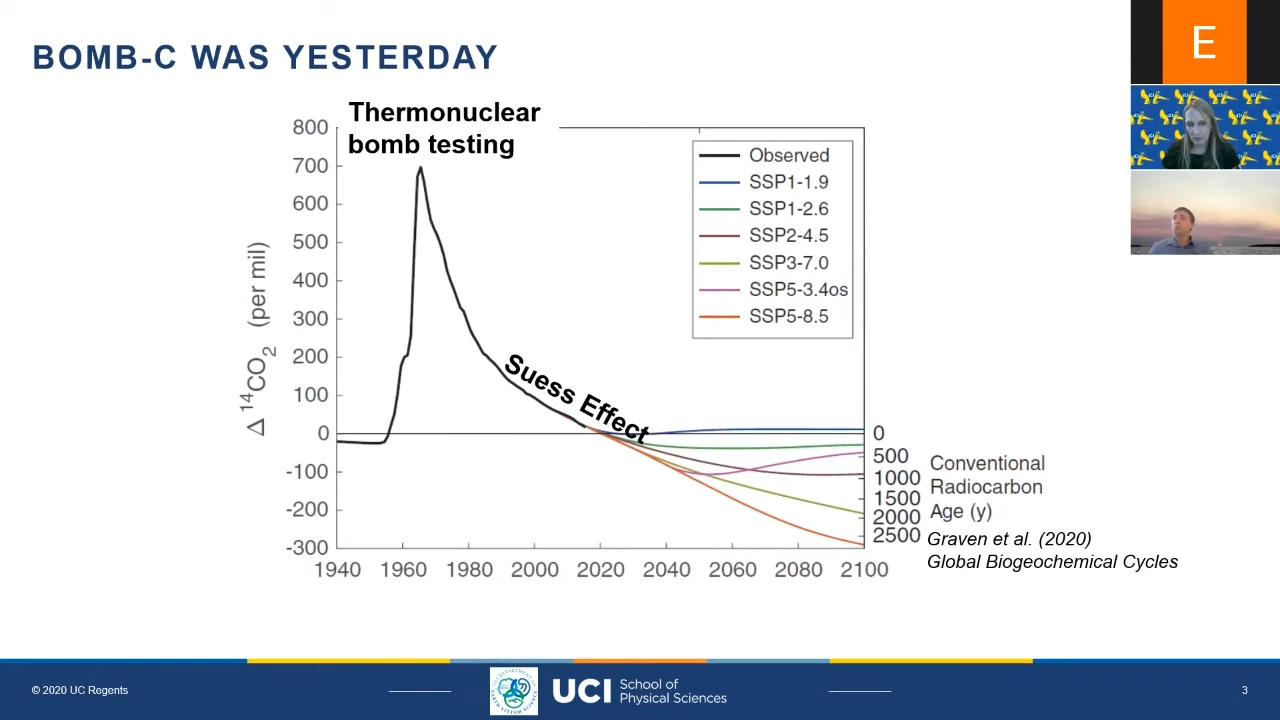 BOMB-C WAS YESTERDAY
E
Thermonuclear
bomb testing
800
700
600
500
400
300
200
100
0
-100
-200
-300
Δ 14CO2 (per mil)
Observed
SSP1-1.9
SSP1-2.6
SSP2-4.5
SSP3-7.0
SSP5-3.4os
SSP5-8.5
Suess Effect
0
500
1000
1500
2000
2500
Conventional
Radiocarbon
Age (y)
Graven et al. (2020)
Global Biogeochemical Cycles
1940 1960 1980 2000 2020 2040 2060 2080 2100
© 2020 UC Regents
UCI School of
Physical Sciences
3